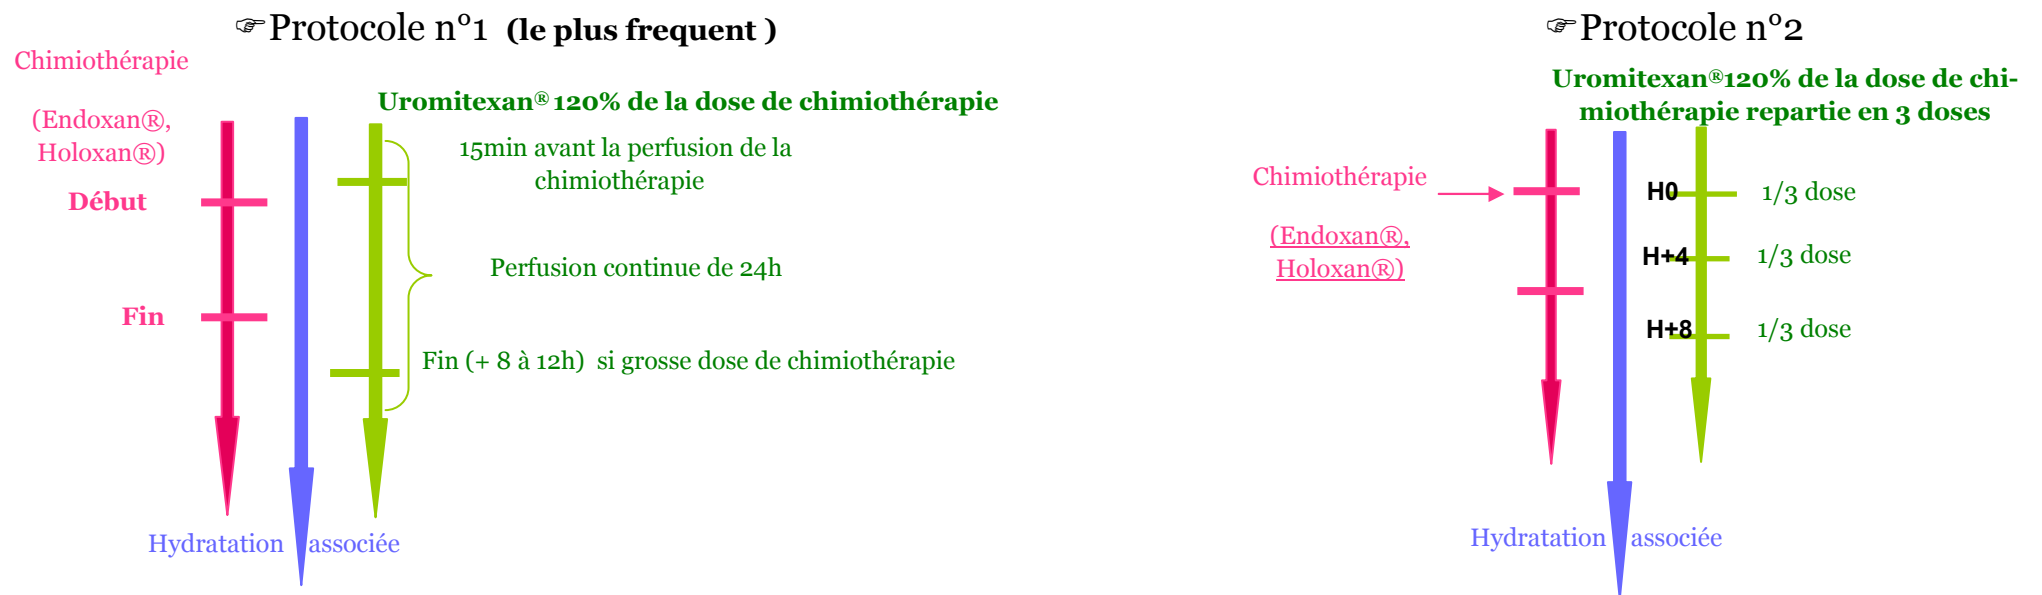 ☞Protocole n°1 (le plus frequent )
Chimiothérapie
(Endoxan®,
Holoxan®)
Début
Fin
Uromitexan® 120% de la dose de chimiothérapie
15min avant la perfusion de la
chimiothérapie
Perfusion continue de 24h
Fin (+ 8 à 12h) si grosse dose de chimiothérapie
Hydratation associée
☞Protocole n°2
Uromitexan®120% de la dose de chi-
miothérapie repartie en 3 doses
Chimiothérapie
(Endoxan®,
Holoxan®)
H0 1/3 dose
H+4 1/3 dose
H+8 1/3 dose
Hydratation associée